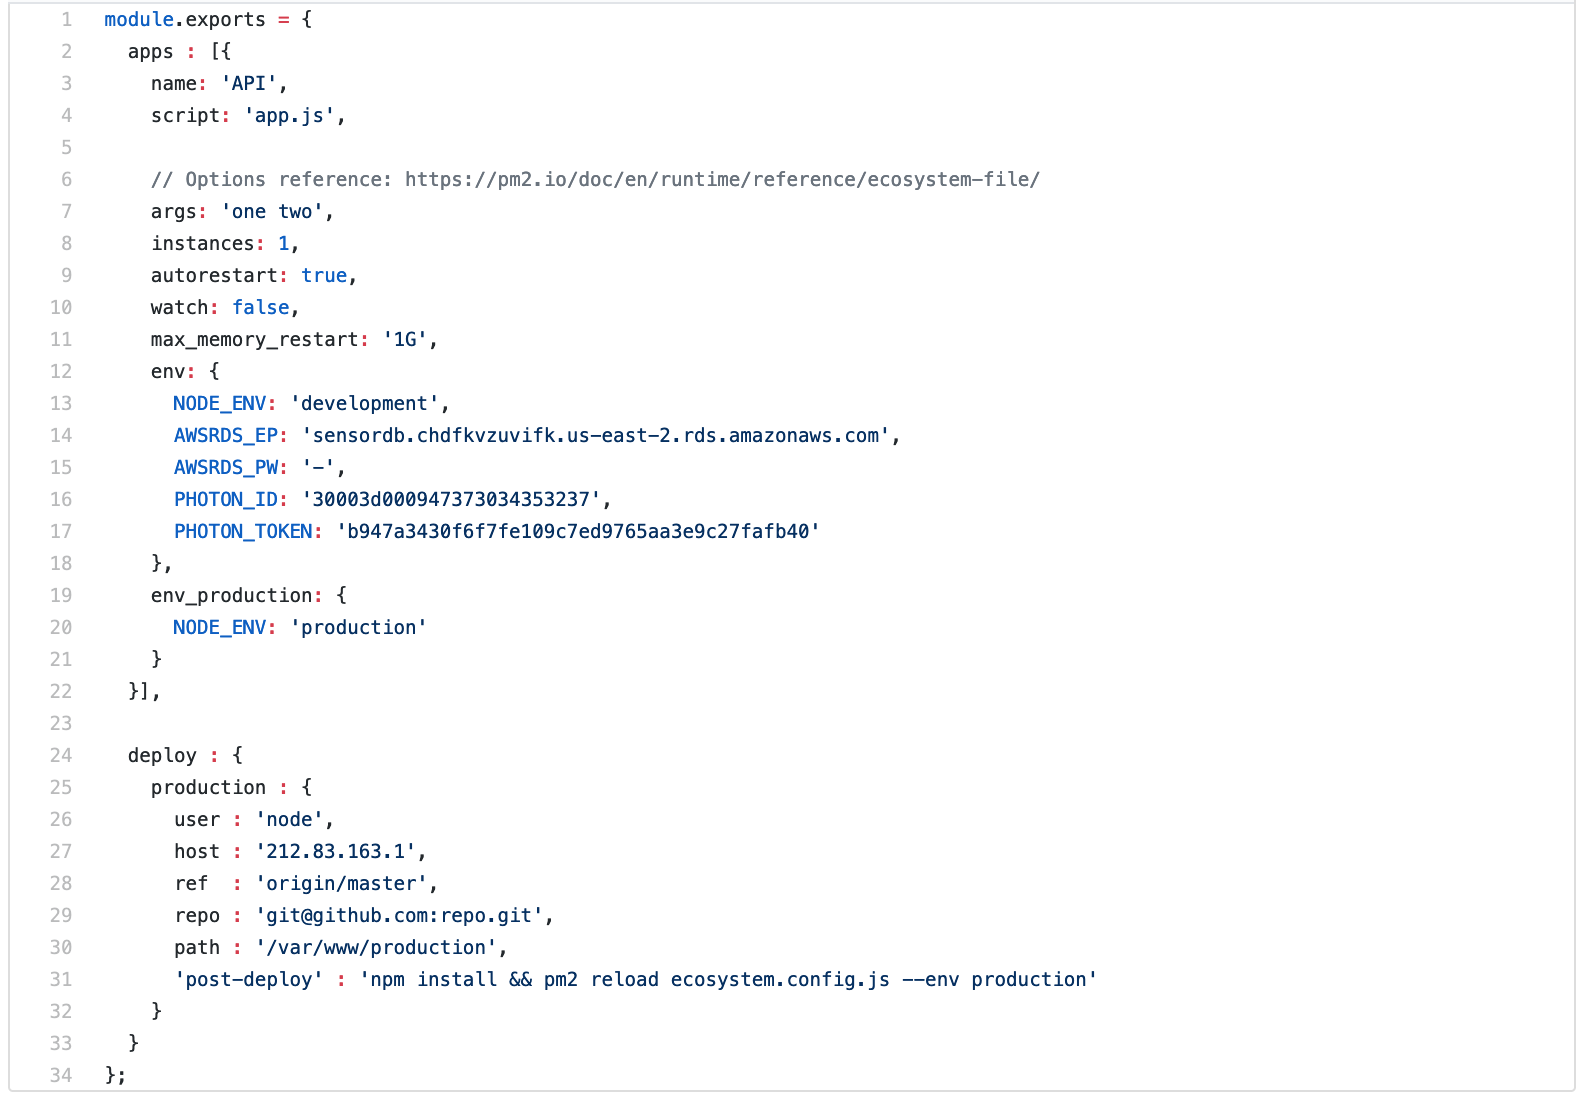 1 module.exports = {
2 apps : [{
3 name: 'API',
4 script: 'app.js',
5
6 // Options reference: https://pm2.io/doc/en/runtime/reference/ecosystem-file/
7 args: 'one two',
8 instances: 1,
9 autorestart: true,
10 watch: false,
11 max_memory_restart: '1G',
12 env: {
13 NODE_ENV: 'development',
14 AWSRDS_EP: 'sensordb.chdfkvzuvifk.us-east-2.rds.amazonaws.com',
15 AWSRDS_PW: '-',
16 PHOTON_ID: '30003d000947373034353237',
17 PHOTON_TOKEN: 'b947a3430f6f7fe109c7ed9765aa3e9c27fafb40'
18 },
19 env_production: {
20 NODE_ENV: 'production'
21 }
22 }],
23
24 deploy : {
25 production : {
26 user : 'node',
27 host : '212.83.163.1',
28 ref  : 'origin/master',
29 repo : 'git@github.com:repo.git',
30 path : '/var/www/production',
31 'post-deploy' : 'npm install && pm2 reload ecosystem.config.js --env production'
32 }
33 }
34 };